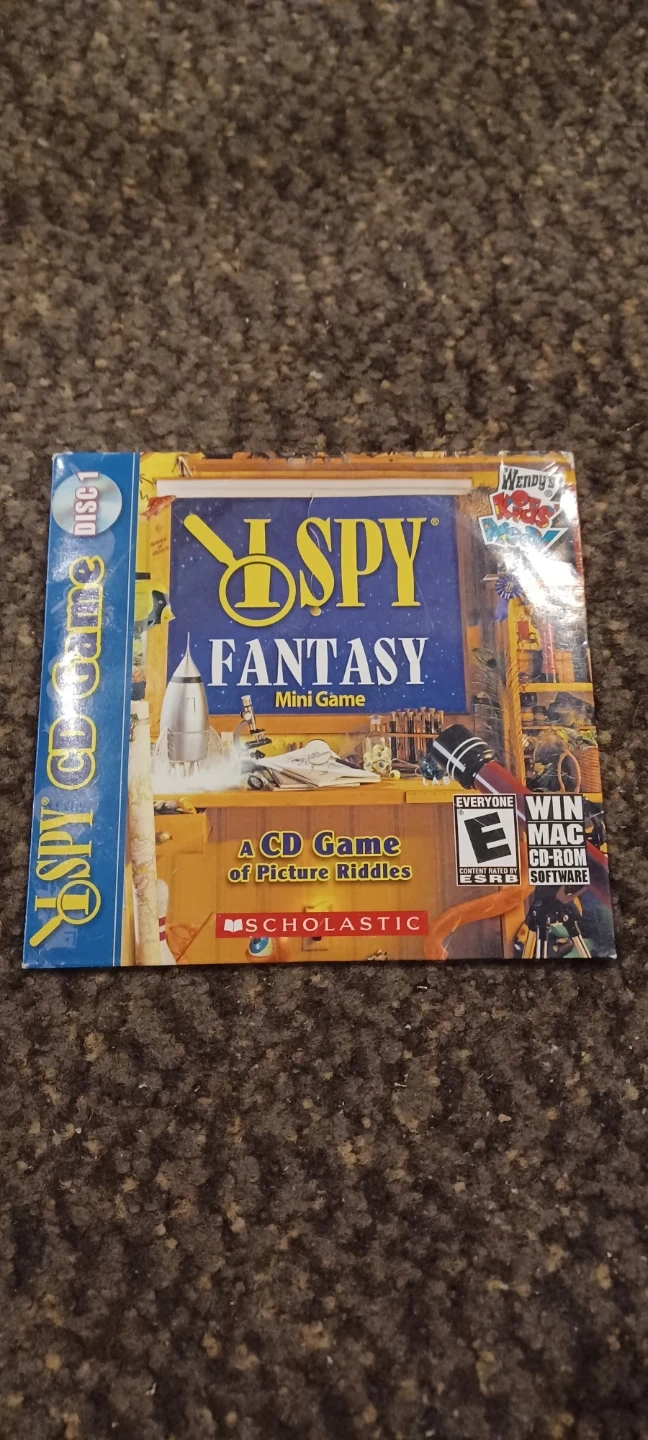 DISC 1
I SPY® CD Game
Wendy's®
Kids'
Meal
I SPY®
FANTASY
Mini Game
A CD Game
of Picture Riddles
SCHOLASTIC
EVERYONE
E
CONTENT RATED BY
ESRB
WIN
MAC
CD-ROM
SOFTWARE